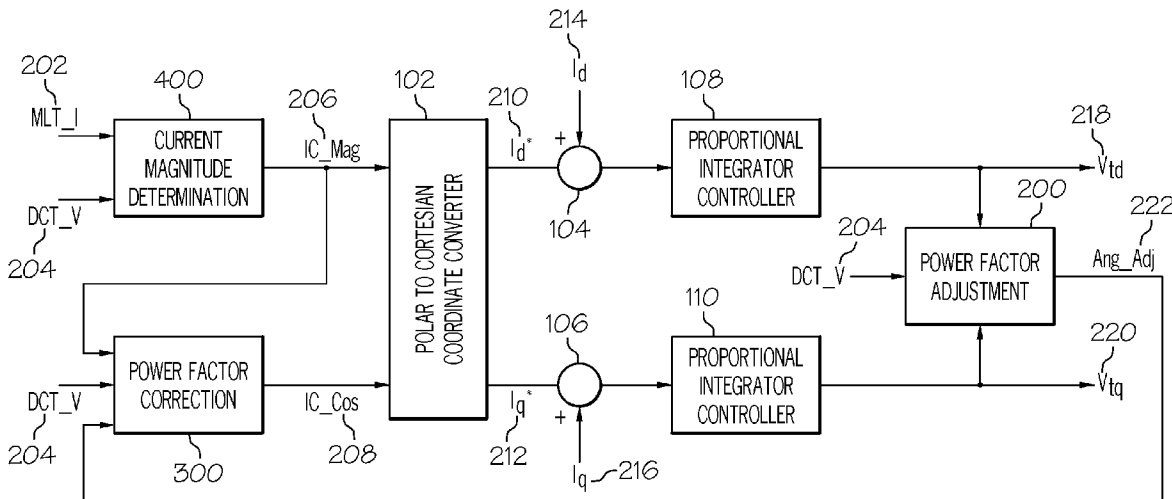 214
202
400
I_d
MLT_I
206
102
210
108
218
CURRENT
MAGNITUDE
DETERMINATION
IC_Mag
I_d*
+
PROPORTIONAL
INTEGRATOR
CONTROLLER
V_td
200
222
DCT_V
204
104
204
DCT_V
POWER FACTOR
ADJUSTMENT
Ang_Adj
POLAR TO CORTESIAN
COORDINATE CONVERTER
106
110
220
POWER FACTOR
CORRECTION
DCT_V
204
IC_Cos
208
I_q*
212
+
PROPORTIONAL
INTEGRATOR
CONTROLLER
V_tq
300
I_q
216